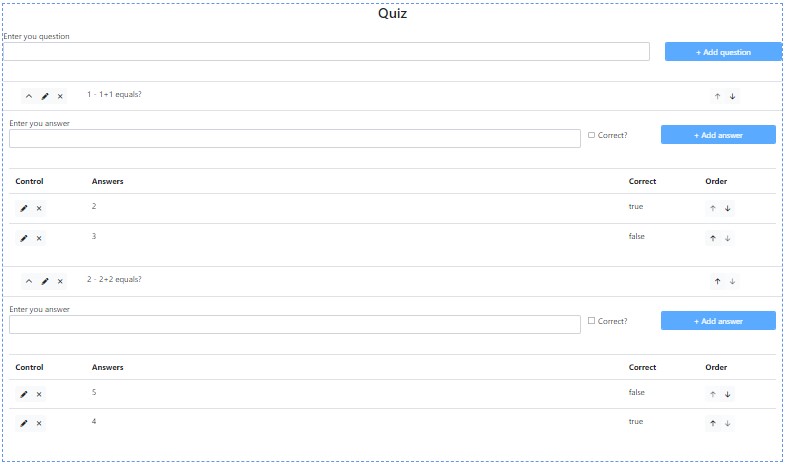 Quiz
Enter you question
+ Add question
1 - 1+1 equals?
Enter you answer
Correct?
+ Add answer
Control Answers Correct Order
2 true
3 false
2 - 2+2 equals?
Enter you answer
Correct?
+ Add answer
Control Answers Correct Order
5 false
4 true